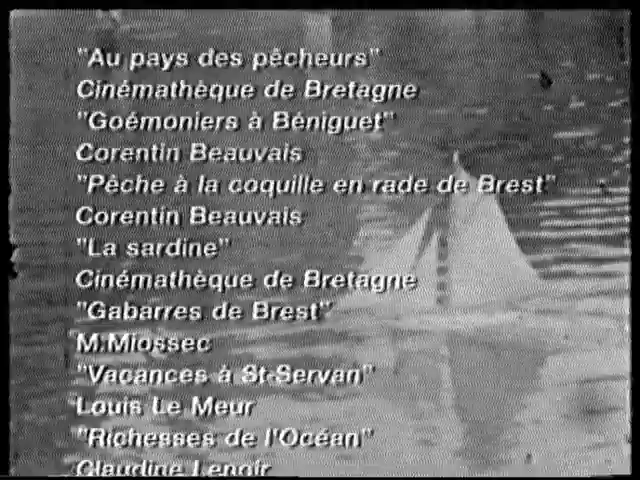 "Au pays des pêcheurs"
Cinémathèque de Bretagne
"Goémoniers à Béniguet"
Corentin Beauvais
"Pêche à la coquille en rade de Brest"
Corentin Beauvais
"La sardine"
Cinémathèque de Bretagne
"Gabarres de Brest"
M.Miossec
"Vacances à St-Servan"
Louis Le Meur
"Richesses de l'Océan"
Claudine Lenoir